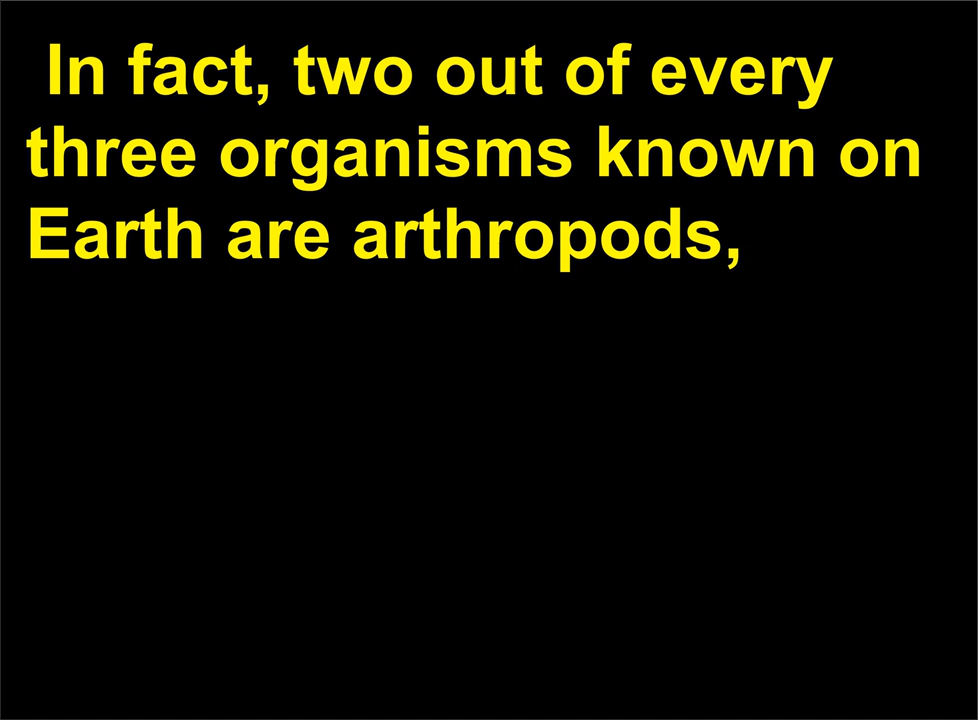 In fact, two out of every
three organisms known on
Earth are arthropods,